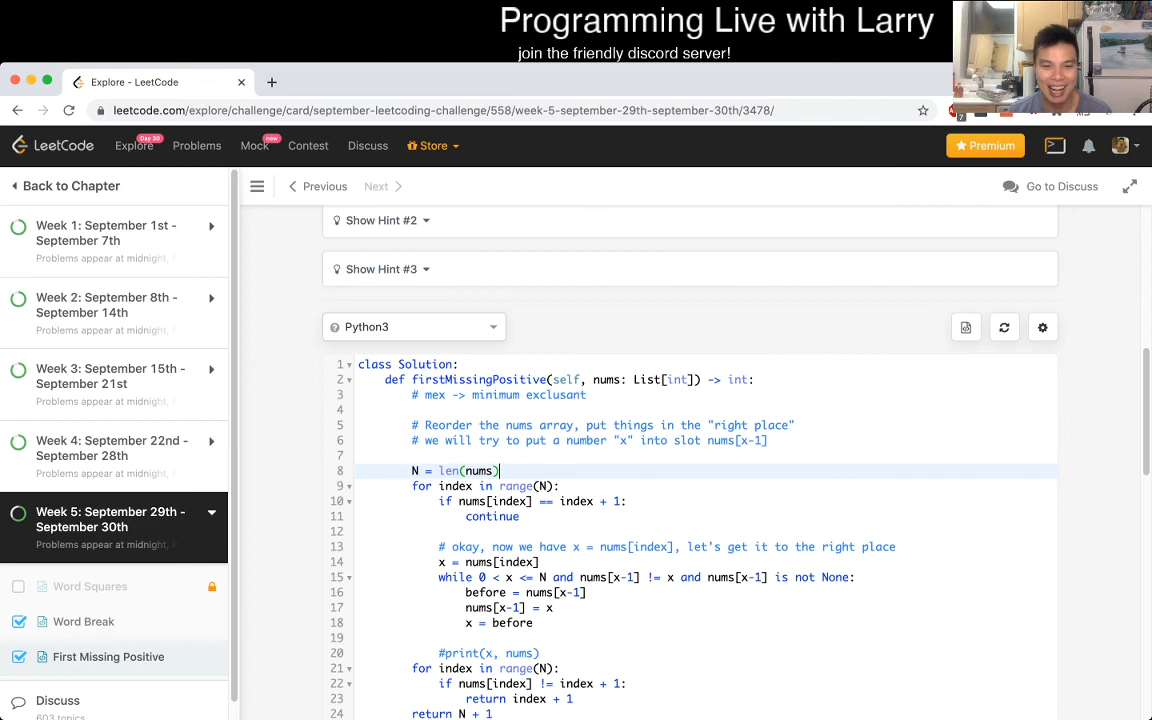 Programming Live with Larry
join the friendly discord server!
Explore - LeetCode
leetcode.com/explore/challenge/card/september-leetcoding-challenge/558/week-5-september-29th-september-30th/3478/
7
LeetCode
Explore
Day 30
Problems
Mock
new
Contest
Discuss
Store
Premium
Back to Chapter
Previous
Next
Go to Discuss
Week 1: September 1st -
September 7th
Problems appear at midnight,
Week 2: September 8th -
September 14th
Problems appear at midnight,
Week 3: September 15th -
September 21st
Problems appear at midnight,
Week 4: September 22nd -
September 28th
Problems appear at midnight,
Week 5: September 29th -
September 30th
Problems appear at midnight,
Word Squares
Word Break
First Missing Positive
Discuss
603 topics
Show Hint #2
Show Hint #3
Python3
1 class Solution:
2 def firstMissingPositive(self, nums: List[int]) -> int:
3 # mex -> minimum exclusant
4
5 # Reorder the nums array, put things in the "right place"
6 # we will try to put a number "x" into slot nums[x-1]
7
8 N = len(nums)
9 for index in range(N):
10 if nums[index] == index + 1:
11 continue
12
13 # okay, now we have x = nums[index], let's get it to the right place
14 x = nums[index]
15 while 0 < x <= N and nums[x-1] != x and nums[x-1] is not None:
16 before = nums[x-1]
17 nums[x-1] = x
18 x = before
19
20 #print(x, nums)
21 for index in range(N):
22 if nums[index] != index + 1:
23 return index + 1
24 return N + 1